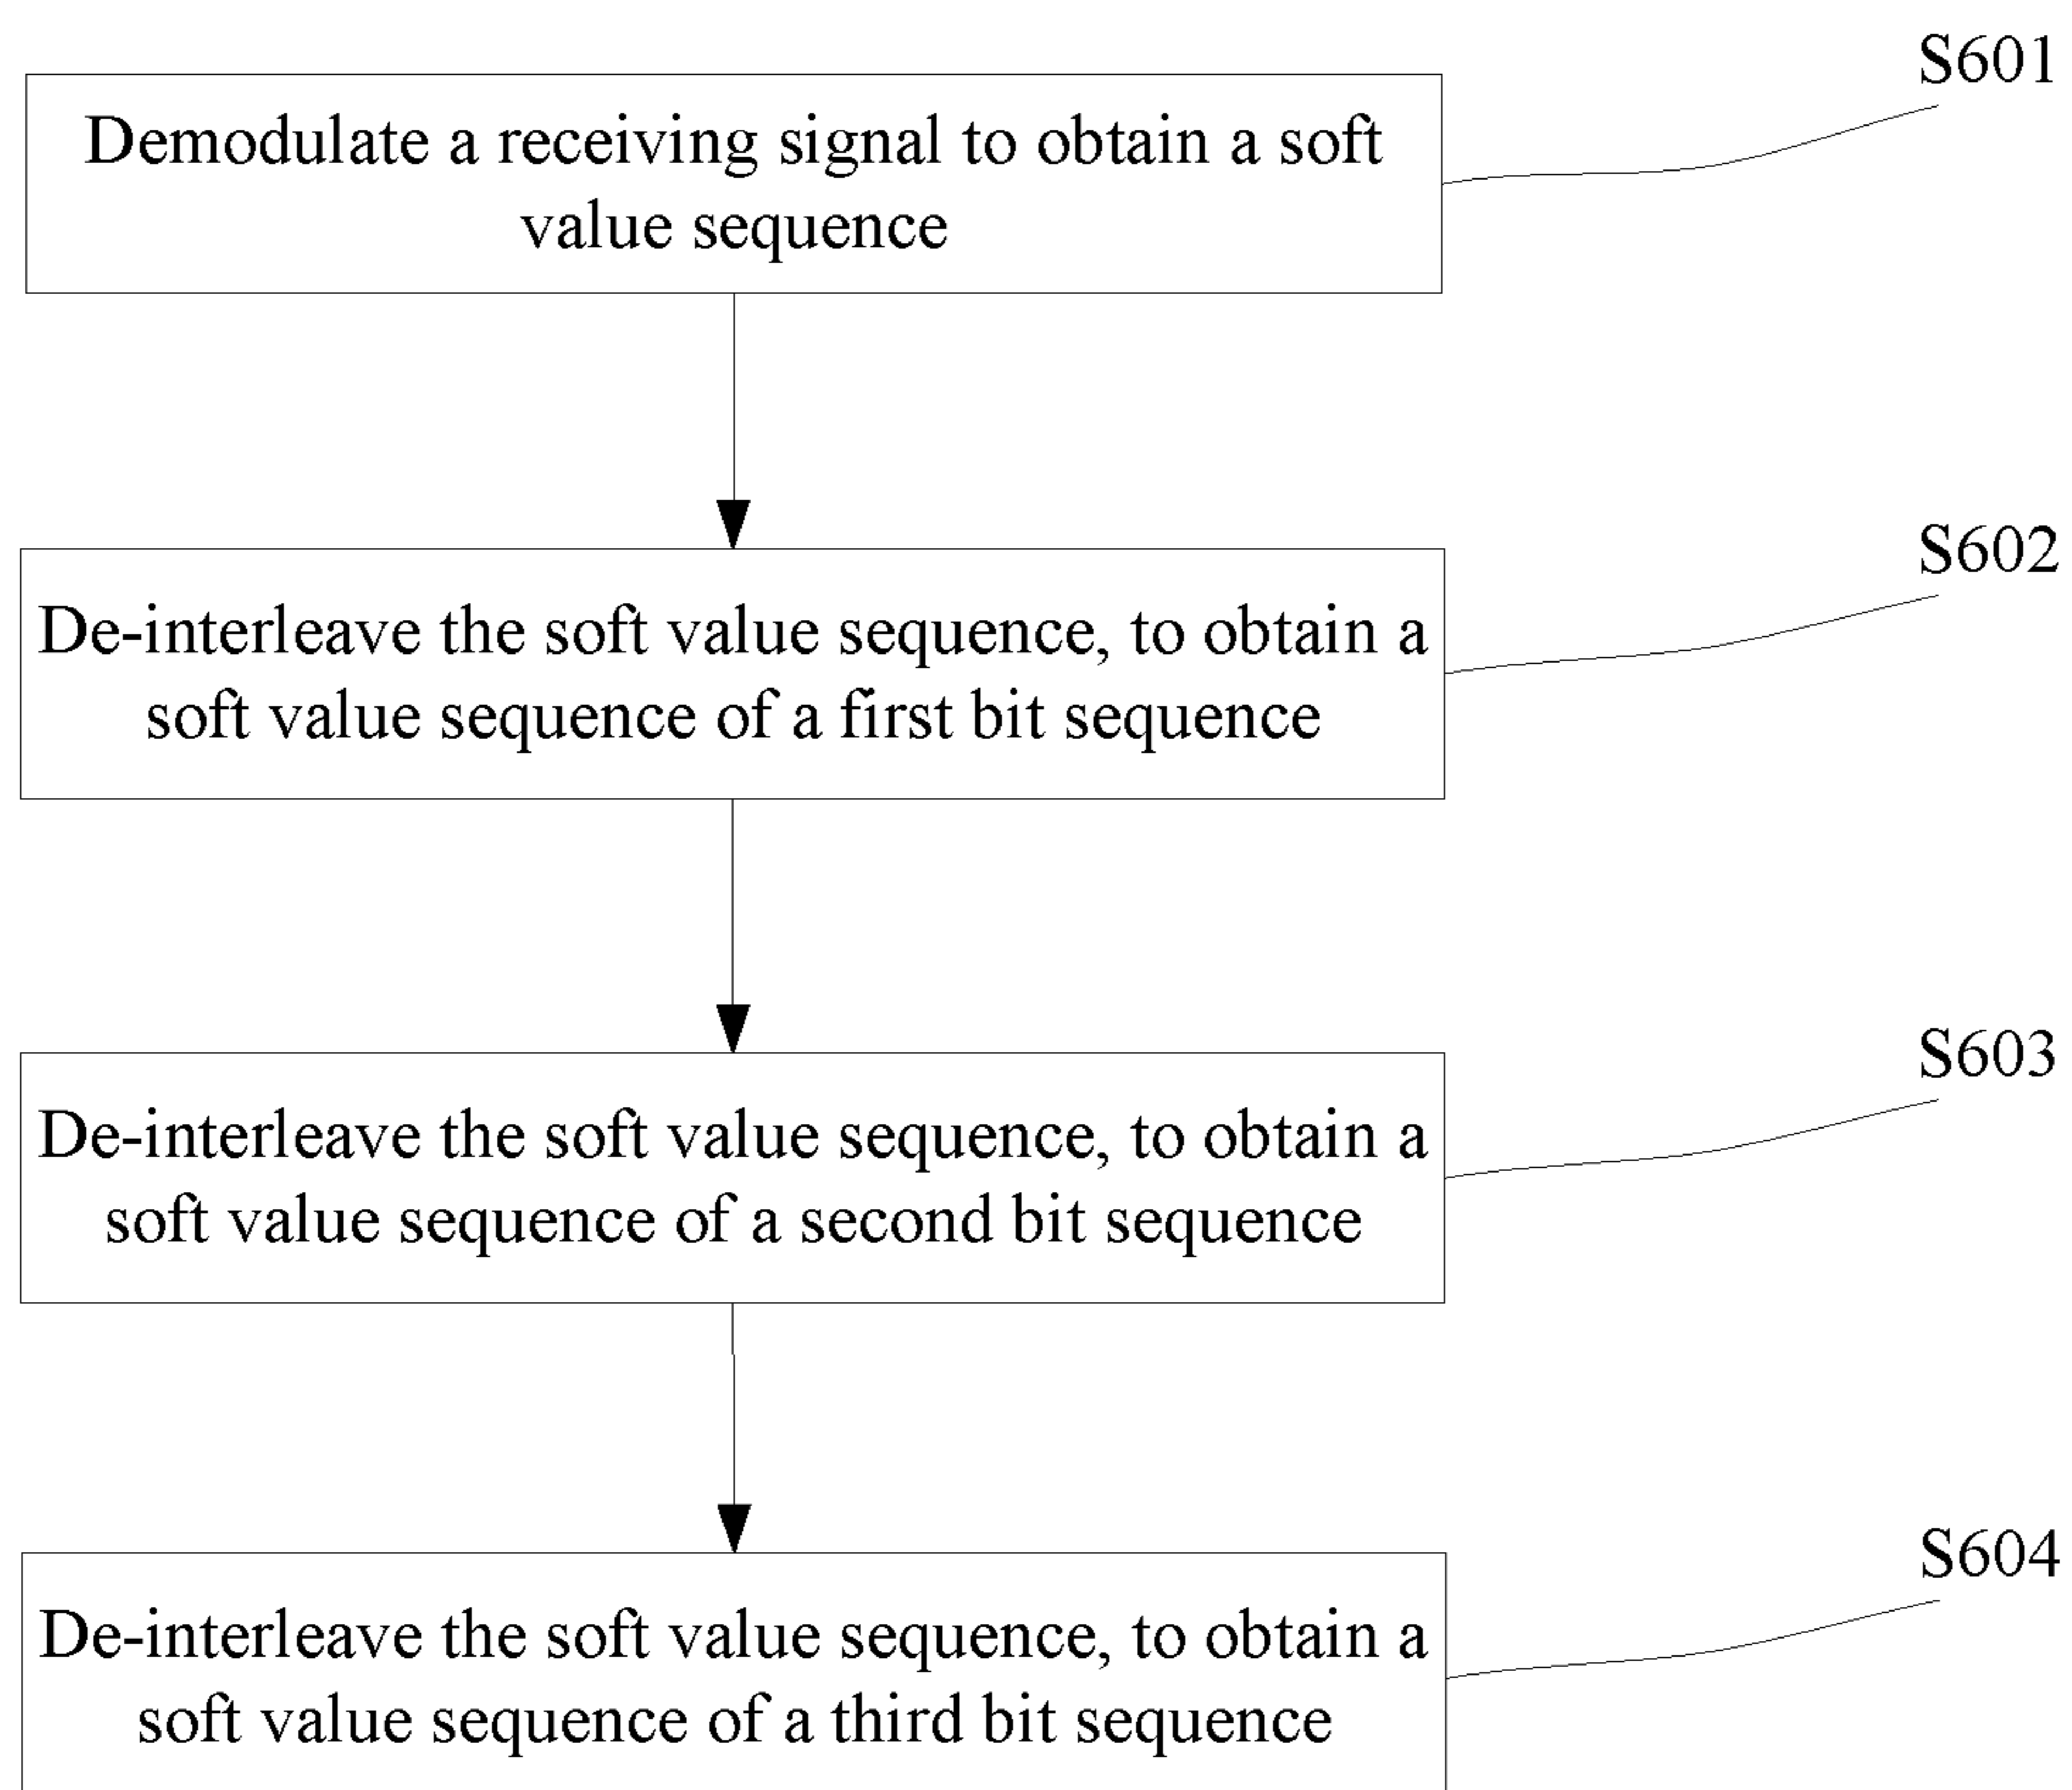 S601
Demodulate a receiving signal to obtain a soft
value sequence
S602
De-interleave the soft value sequence, to obtain a
soft value sequence of a first bit sequence
S603
De-interleave the soft value sequence, to obtain a
soft value sequence of a second bit sequence
S604
De-interleave the soft value sequence, to obtain a
soft value sequence of a third bit sequence